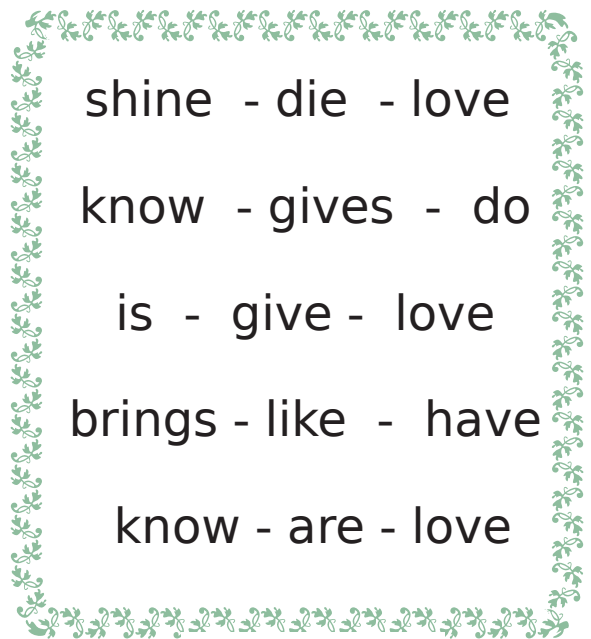 shine - die - love
know - gives - do
is - give - love
brings - like - have
know - are - love